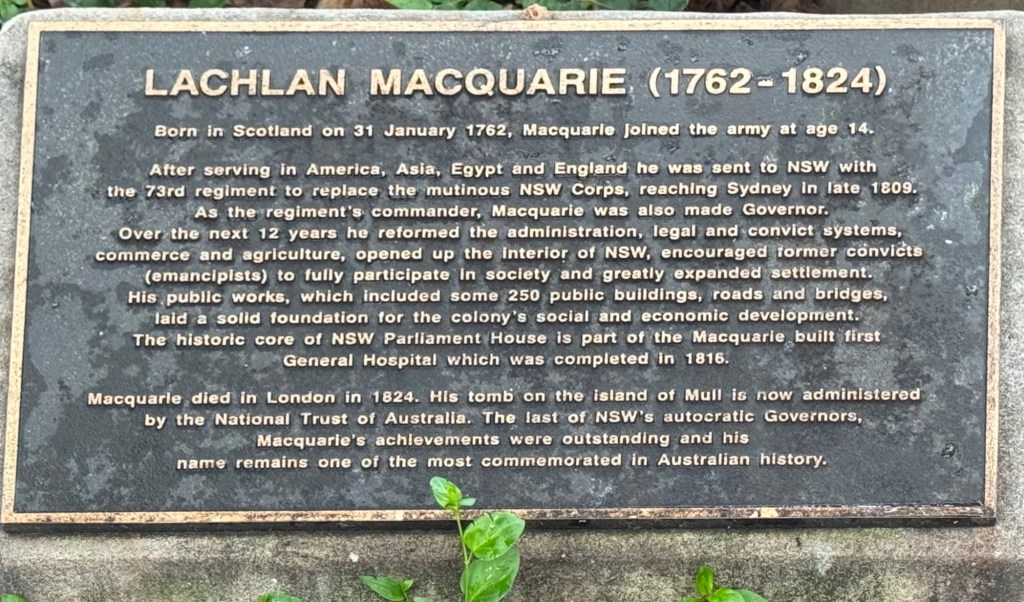 LACHLAN MACQUARIE (1762-1824)
Born in Scotland on 31 January 1762, Macquarie joined the army at age 14.
After serving in America, Asia, Egypt and England he was sent to NSW with
the 73rd regiment to replace the mutinous NSW Corps, reaching Sydney in late 1809.
As the regiment's commander, Macquarie was also made Governor.
Over the next 12 years he reformed the administration, legal and convict systems,
commerce and agriculture, opened up the interior of NSW, encouraged former convicts
(emancipists) to fully participate in society and greatly expanded settlement.
His public works, which included some 250 public buildings, roads and bridges,
laid a solid foundation for the colony's social and economic development.
The historic core of NSW Parliament House is part of the Macquarie built first
General Hospital which was completed in 1816.
Macquarie died in London in 1824. His tomb on the island of Mull is now administered
by the National Trust of Australia. The last of NSW's autocratic Governors,
Macquarie's achievements were outstanding and his
name remains one of the most commemorated in Australian history.